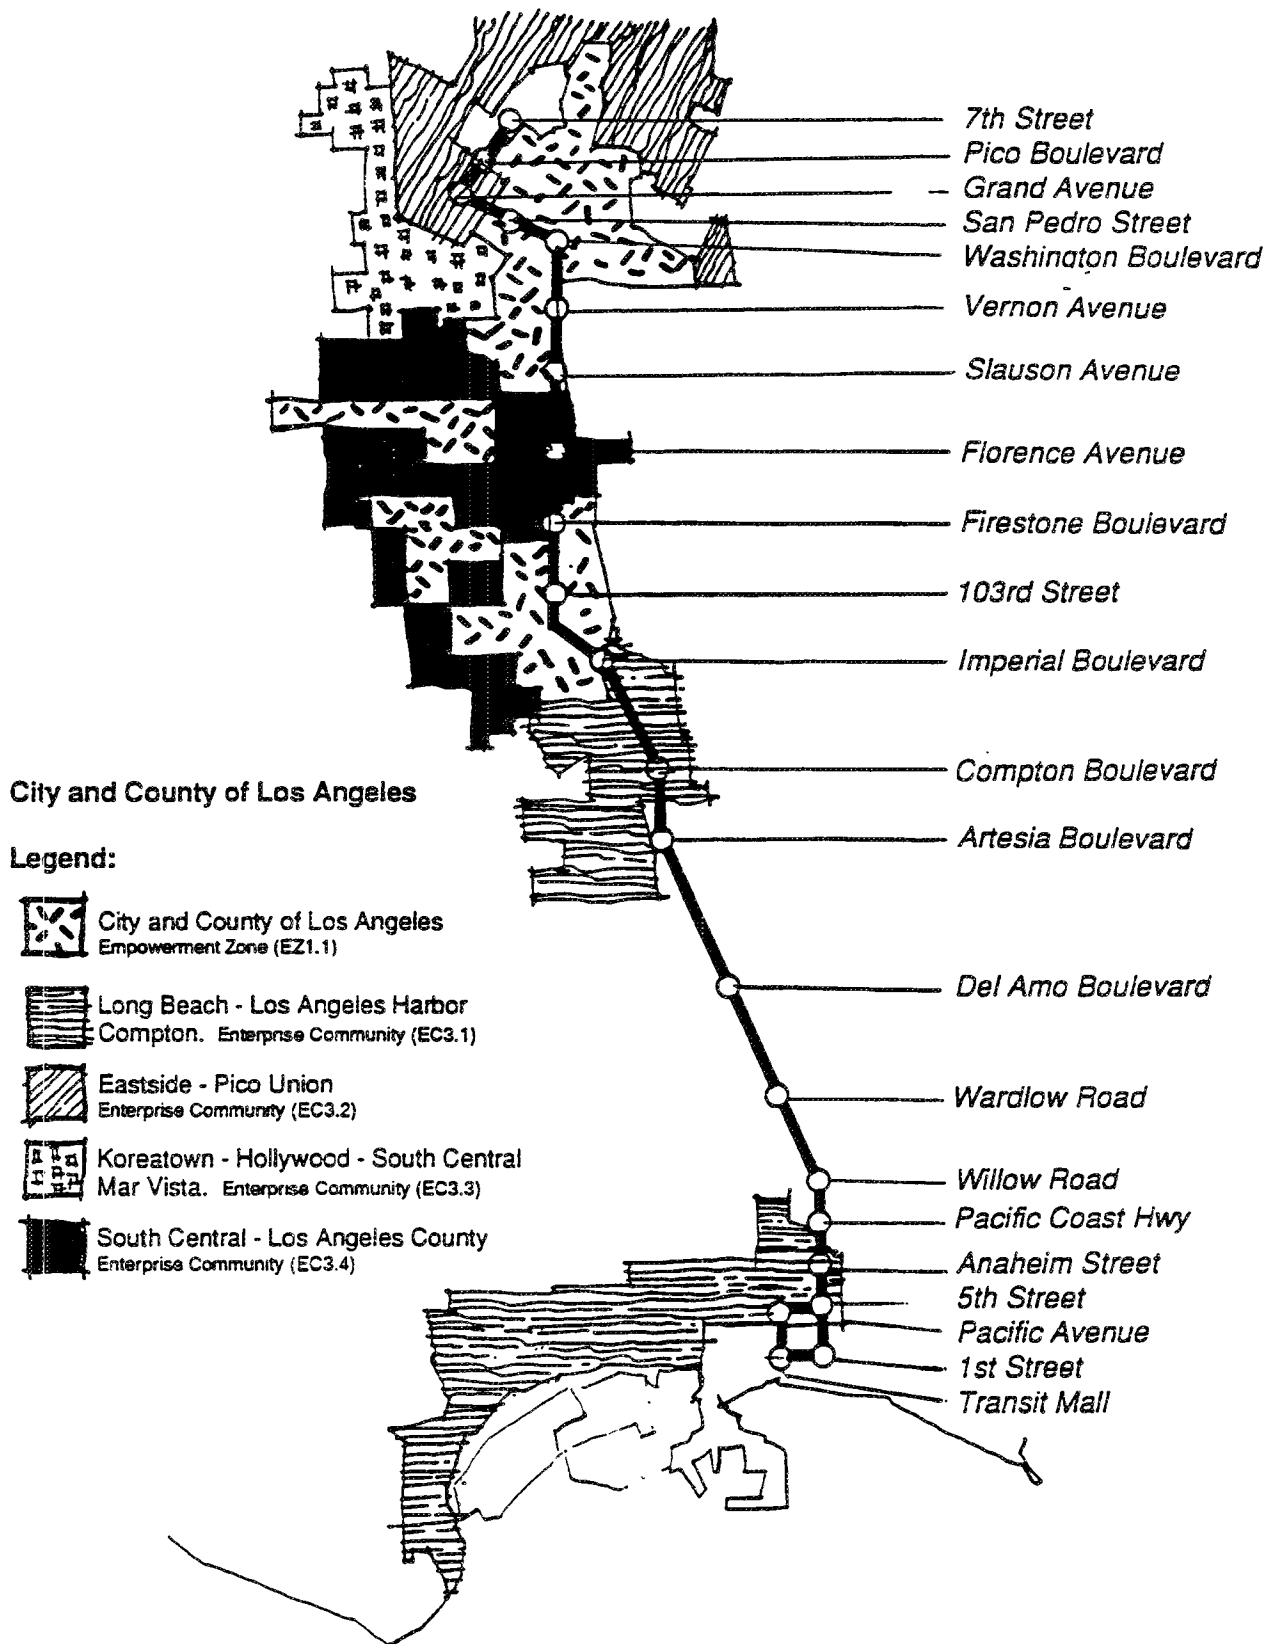 7th Street
Pico Boulevard
Grand Avenue
San Pedro Street
Washington Boulevard
Vernon Avenue
Slauson Avenue
Florence Avenue
Firestone Boulevard
103rd Street
Imperial Boulevard
Compton Boulevard
Artesia Boulevard
Del Amo Boulevard
Wardlow Road
Willow Road
Pacific Coast Hwy
Anaheim Street
5th Street
Pacific Avenue
1st Street
Transit Mall
City and County of Los Angeles
Legend:
City and County of Los Angeles
Empowerment Zone (EZ1.1)
Long Beach - Los Angeles Harbor
Compton. Enterprise Community (EC3.1)
Eastside - Pico Union
Enterprise Community (EC3.2)
Koreatown - Hollywood - South Central
Mar Vista. Enterprise Community (EC3.3)
South Central - Los Angeles County
Enterprise Community (EC3.4)